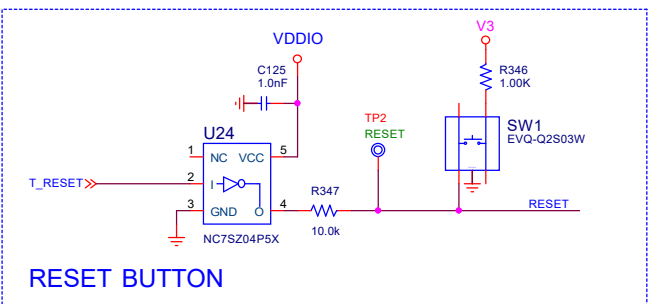 VDDIO
V3
C125
1.0nF
R346
1.00K
U24
TP2
RESET
SW1
EVQ-Q2S03W
1
NC
VCC
5
T_RESET
2
I
R347
3
GND
O
4
RESET
NC7SZ04P5X
10.0k
RESET BUTTON